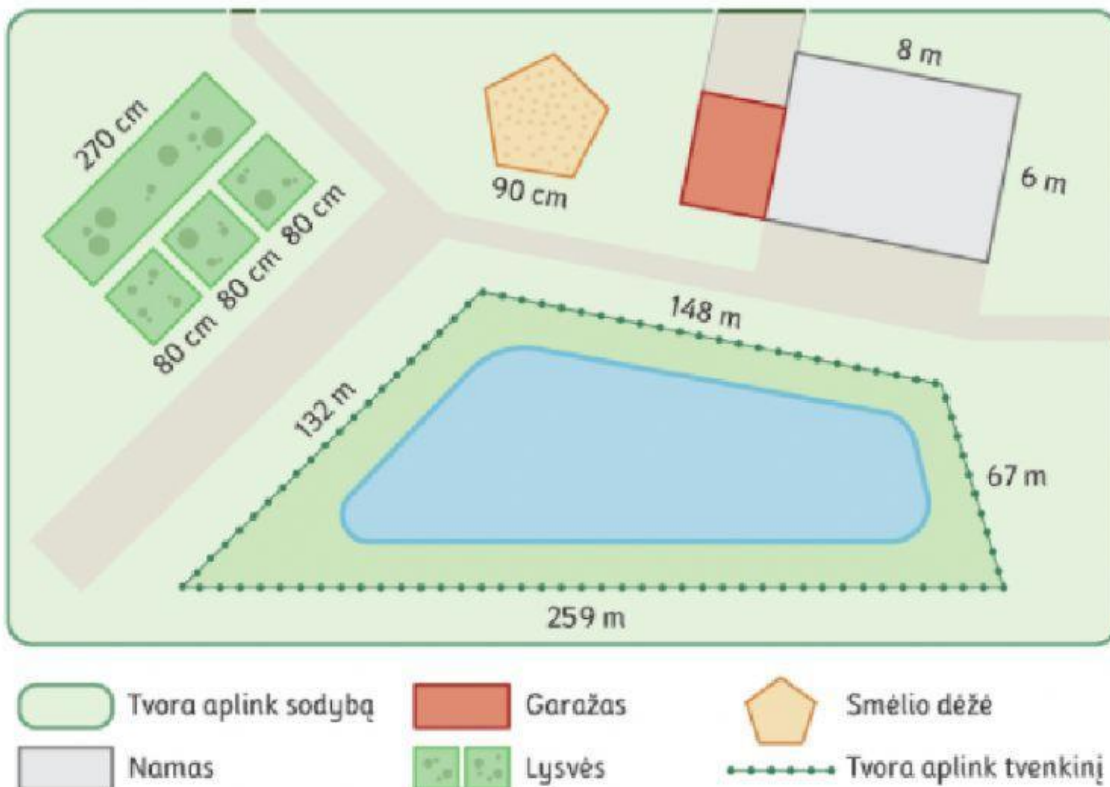 8 m
270 cm
6 m
90 cm
80 cm
80 cm
80 cm
148 m
132 m
67 m
259 m
Tvora aplink sodybą
Garažas
Smėlio dėžė
Namas
Lysvės
Tvora aplink tvenkinį